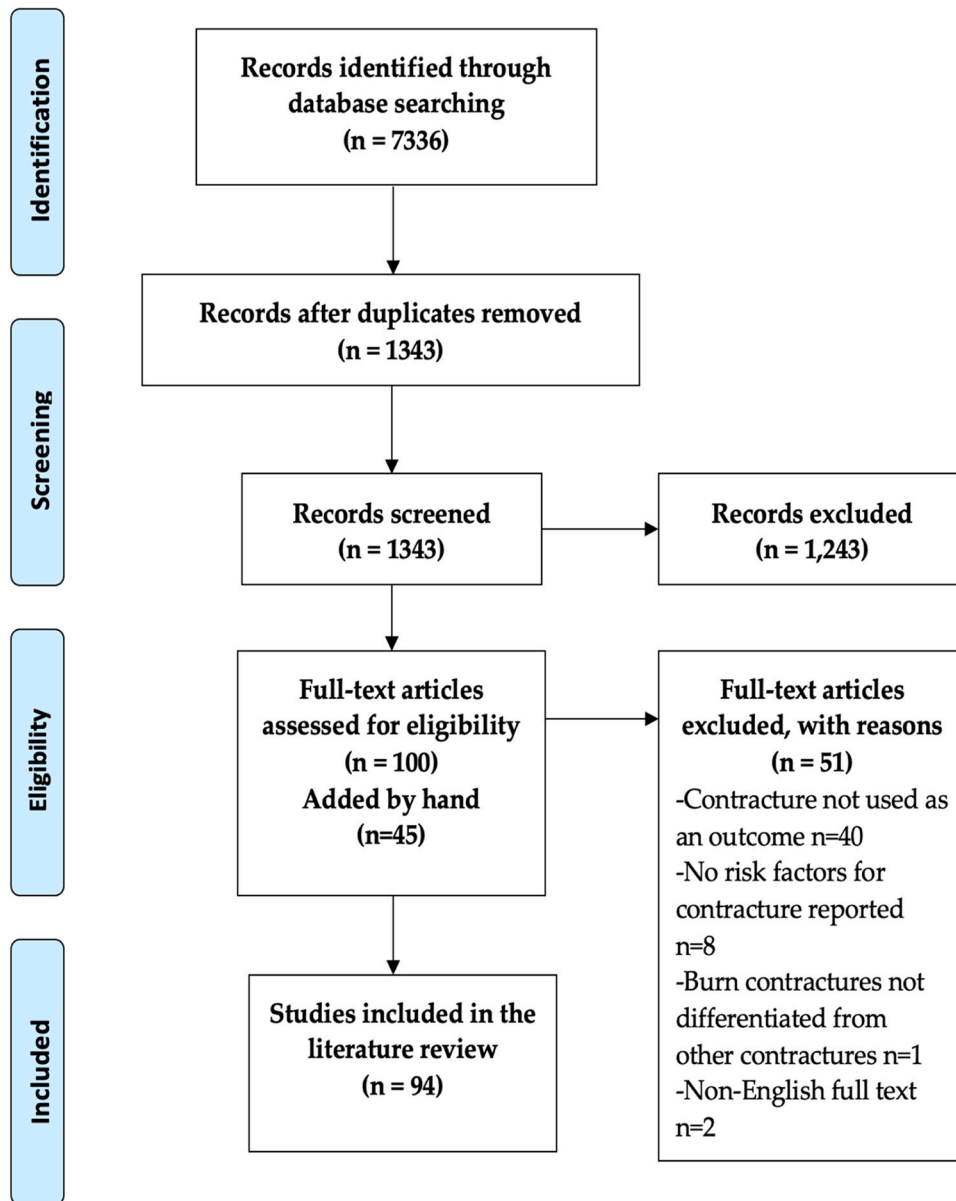 Identification
Records identified through
database searching
(n = 7336)
Records after duplicates removed
(n = 1343)
Screening
Records screened
(n = 1343)
Records excluded
(n = 1,243)
Eligibility
Full-text articles
assessed for eligibility
(n = 100)
Added by hand
(n=45)
Full-text articles
excluded, with reasons
(n = 51)
-Contracture not used as
an outcome n=40
-No risk factors for
contracture reported
n=8
-Burn contractures not
differentiated from
other contractures n=1
-Non-English full text
n=2
Included
Studies included in the
literature review
(n = 94)